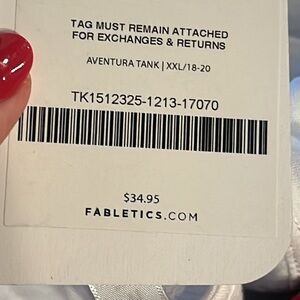 TAG MUST REMAIN ATTACHED
FOR EXCHANGES & RETURNS
AVENTURA TANK | XXL/18-20
TK1512325-1213-17070
$34.95
FABLETICS.COM